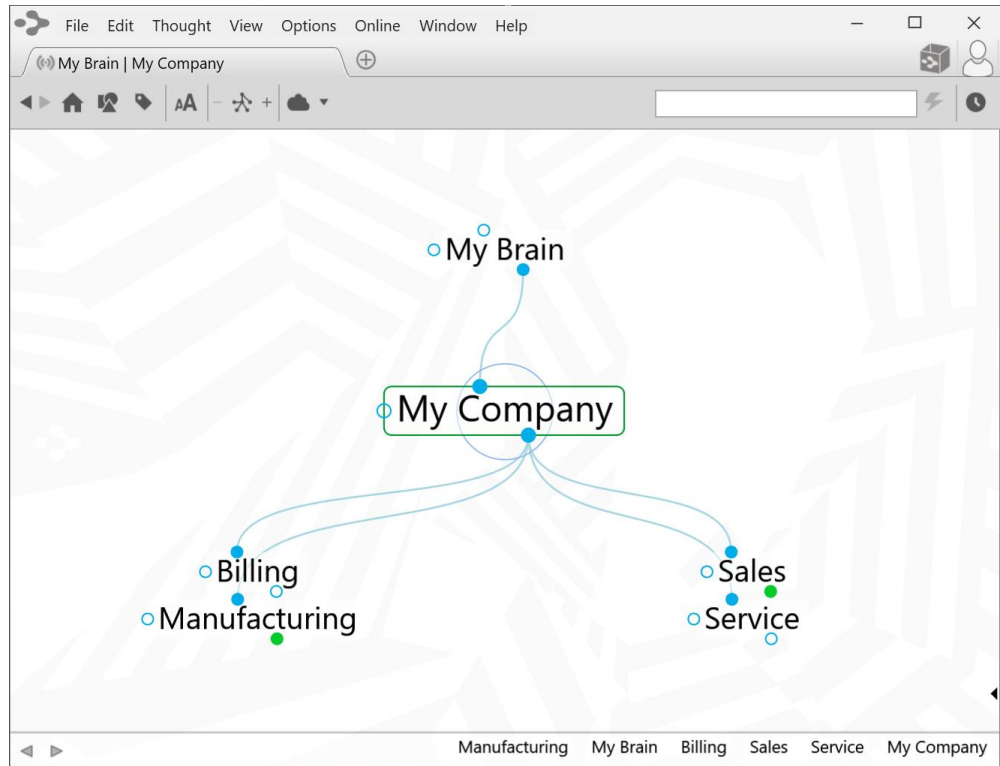 File Edit Thought View Options Online Window Help
My Brain | My Company
AA
My Brain
My Company
Billing
Sales
Manufacturing
Service
Manufacturing My Brain Billing Sales Service My Company